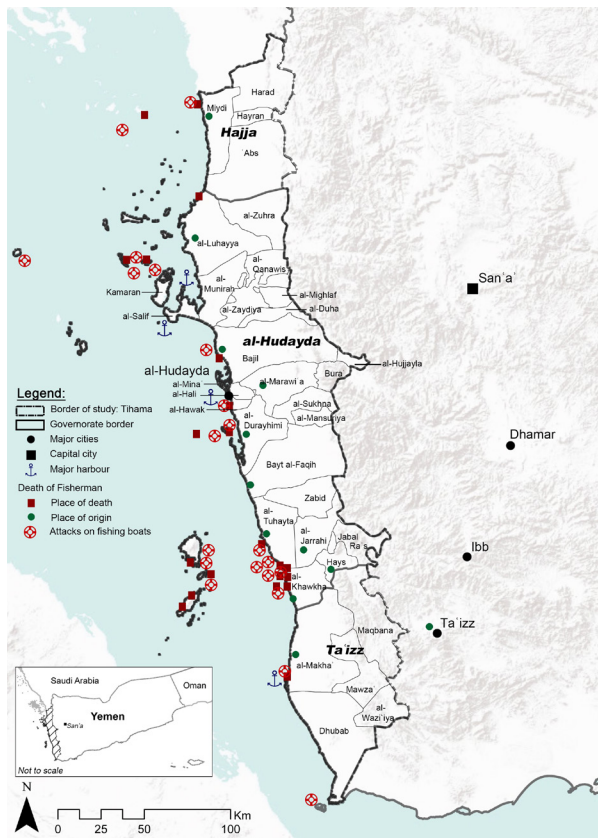 Harad
Miydi
Hayran
Hajja
'Abs
al-Zuhra
al-Luhayya
al-
Qanawis
al-
Munirah
al-Mighlaf
Kamaran
al-Zaydiya
al-Duha
al-Salif
San'a'
al-Hudayda
Bajil
al-Hujjayla
al-Hudayda
Bura
al-Mina
al-Marawi'a
al-Hali
al-Sukhna
al-Hawak
al-Mansuriya
al-
Durayhimi
Dhamar
Bayt al-Faqih
Zabid
al-
Tuhayta
al-
Jarrahi
Jabal
Ra's
Hays
Ibb
al-
Khawkha
Maqbana
Ta'izz
Ta'izz
al-Makha
Mawza'
al-
Wazi'iya
Dhubab
Legend:
Border of study: Tihama
Governorate border
Major cities
Capital city
Major harbour
Death of Fisherman
Place of death
Place of origin
Attacks on fishing boats
Saudi Arabia
Oman
Yemen
San'a
Not to scale
N
Km
0 25 50 100